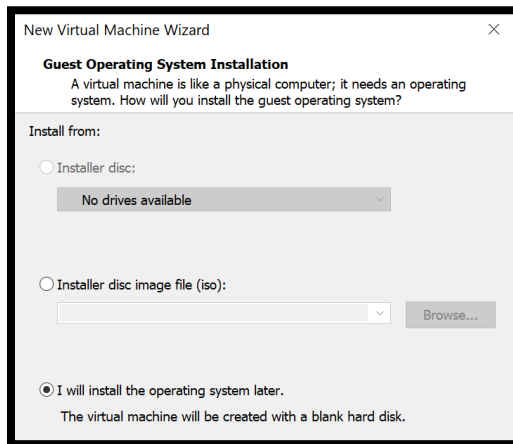 New Virtual Machine Wizard
Guest Operating System Installation
A virtual machine is like a physical computer; it needs an operating
system. How will you install the guest operating system?
Install from:
Installer disc:
No drives available
Installer disc image file (iso):
Browse...
I will install the operating system later.
The virtual machine will be created with a blank hard disk.